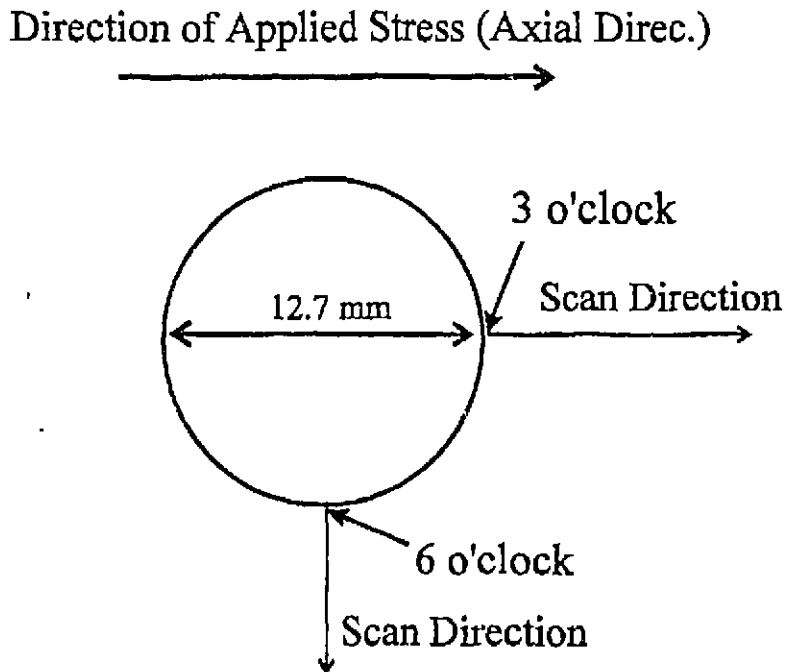 Direction of Applied Stress (Axial Direc.)
3 o'clock
12.7 mm
Scan Direction
6 o'clock
Scan Direction